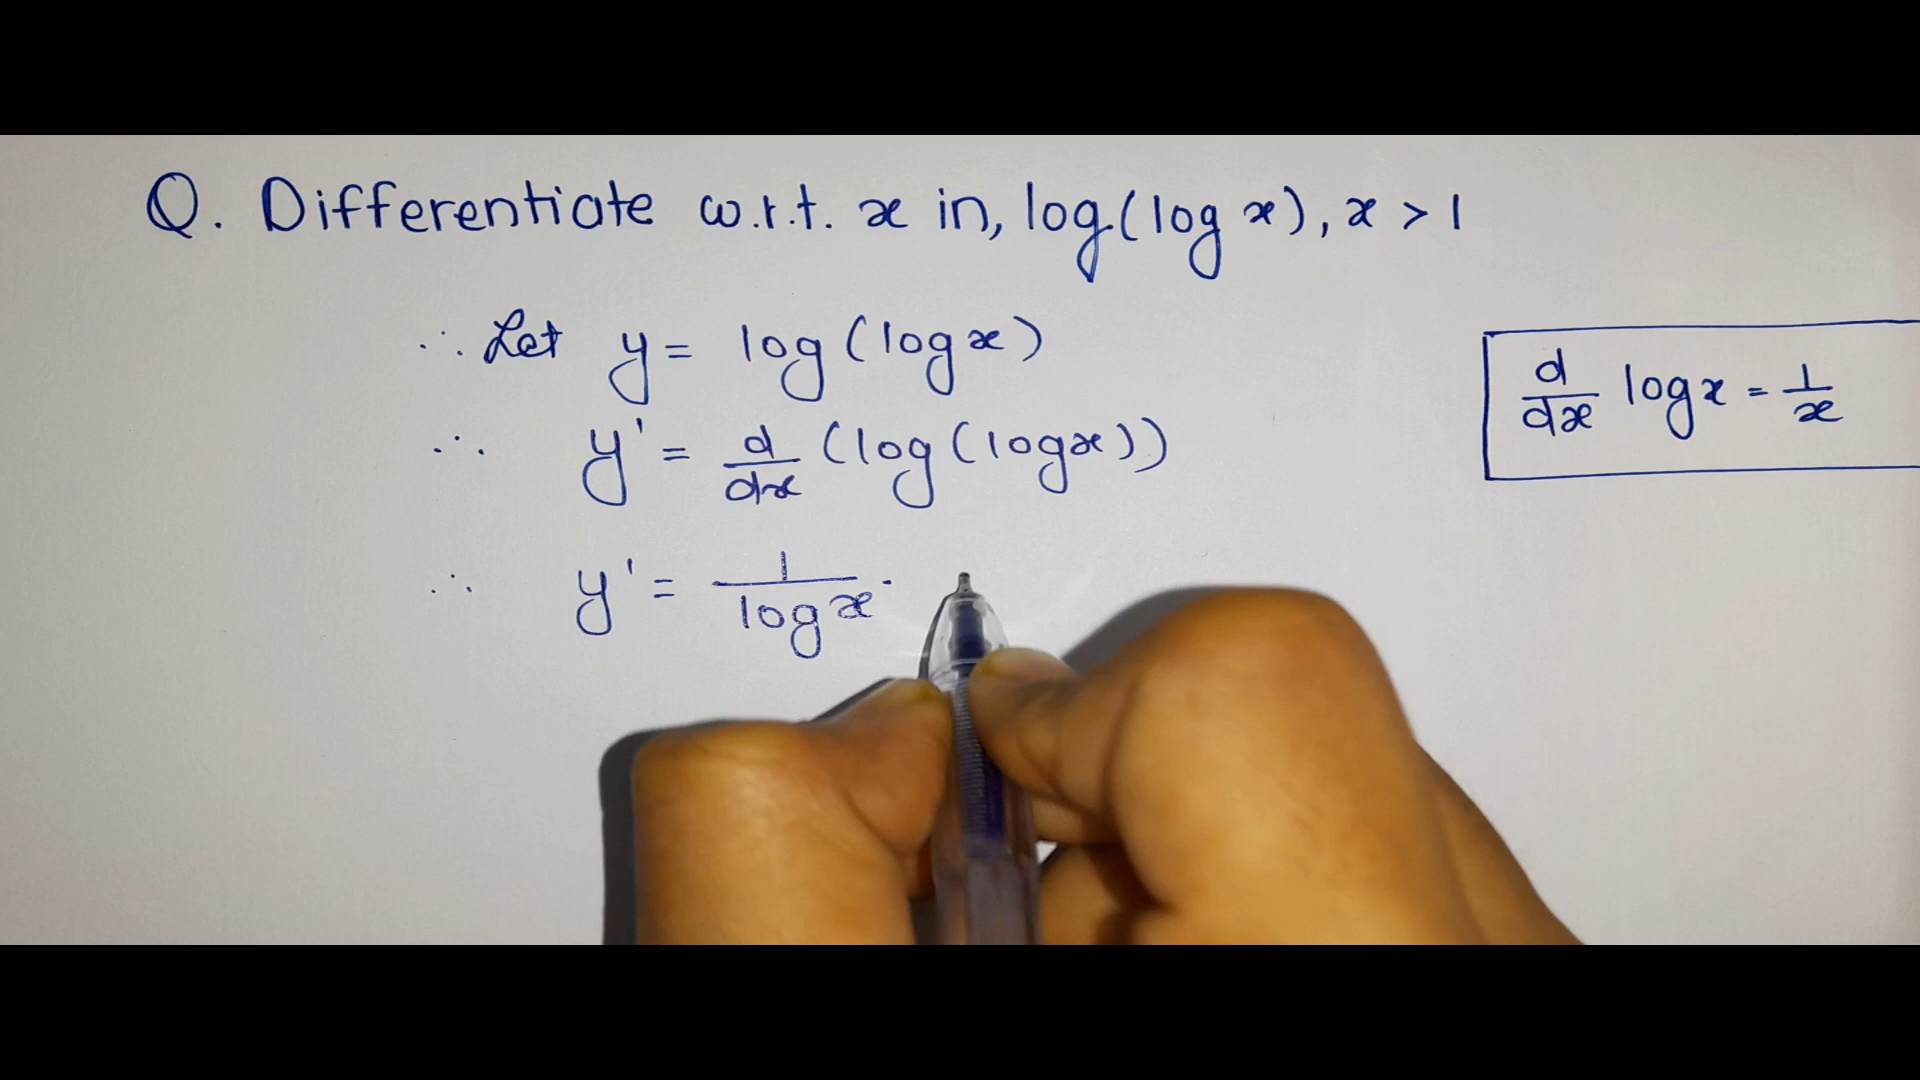 Q. Differentiate w.r.t. x in, log(log x), x > 1
∴ Let y = log(log x)
∴ y' = d/dx (log(log x))
∴ y' = 1/log x ·
d/dx log x = 1/x